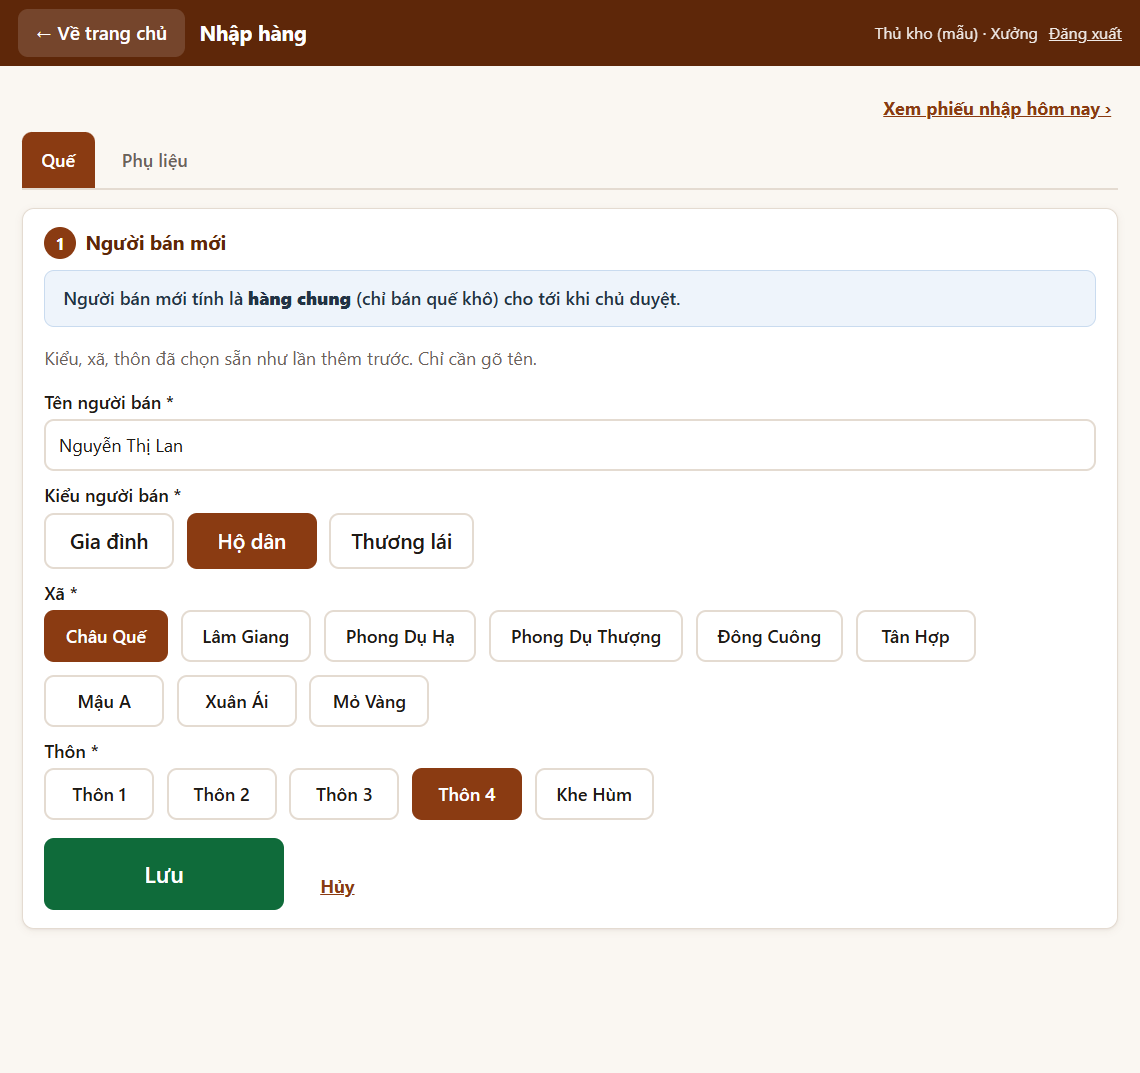 ← Về trang chủ Nhập hàng Thủ kho (mẫu) · Xưởng Đăng xuất
Xem phiếu nhập hôm nay ›
Quế Phụ liệu
1 Người bán mới
Người bán mới tính là hàng chung (chỉ bán quế khô) cho tới khi chủ duyệt.
Kiểu, xã, thôn đã chọn sẵn như lần thêm trước. Chỉ cần gõ tên.
Tên người bán *
Nguyễn Thị Lan
Kiểu người bán *
Gia đình Hộ dân Thương lái
Xã *
Châu Quế Lâm Giang Phong Dụ Hạ Phong Dụ Thượng Đông Cuông Tân Hợp
Mậu A Xuân Ái Mỏ Vàng
Thôn *
Thôn 1 Thôn 2 Thôn 3 Thôn 4 Khe Hùm
Lưu Hủy